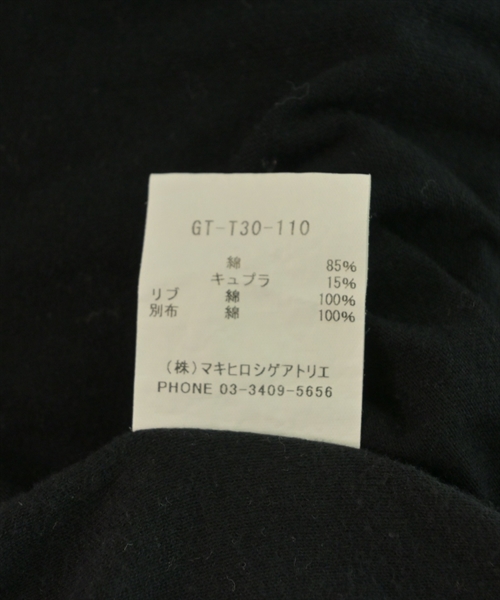 GT-T30-110
綿 85%
キュプラ 15%
リブ 綿 100%
別布 綿 100%
(株)マキヒロシゲアトリエ
PHONE 03-3409-5656